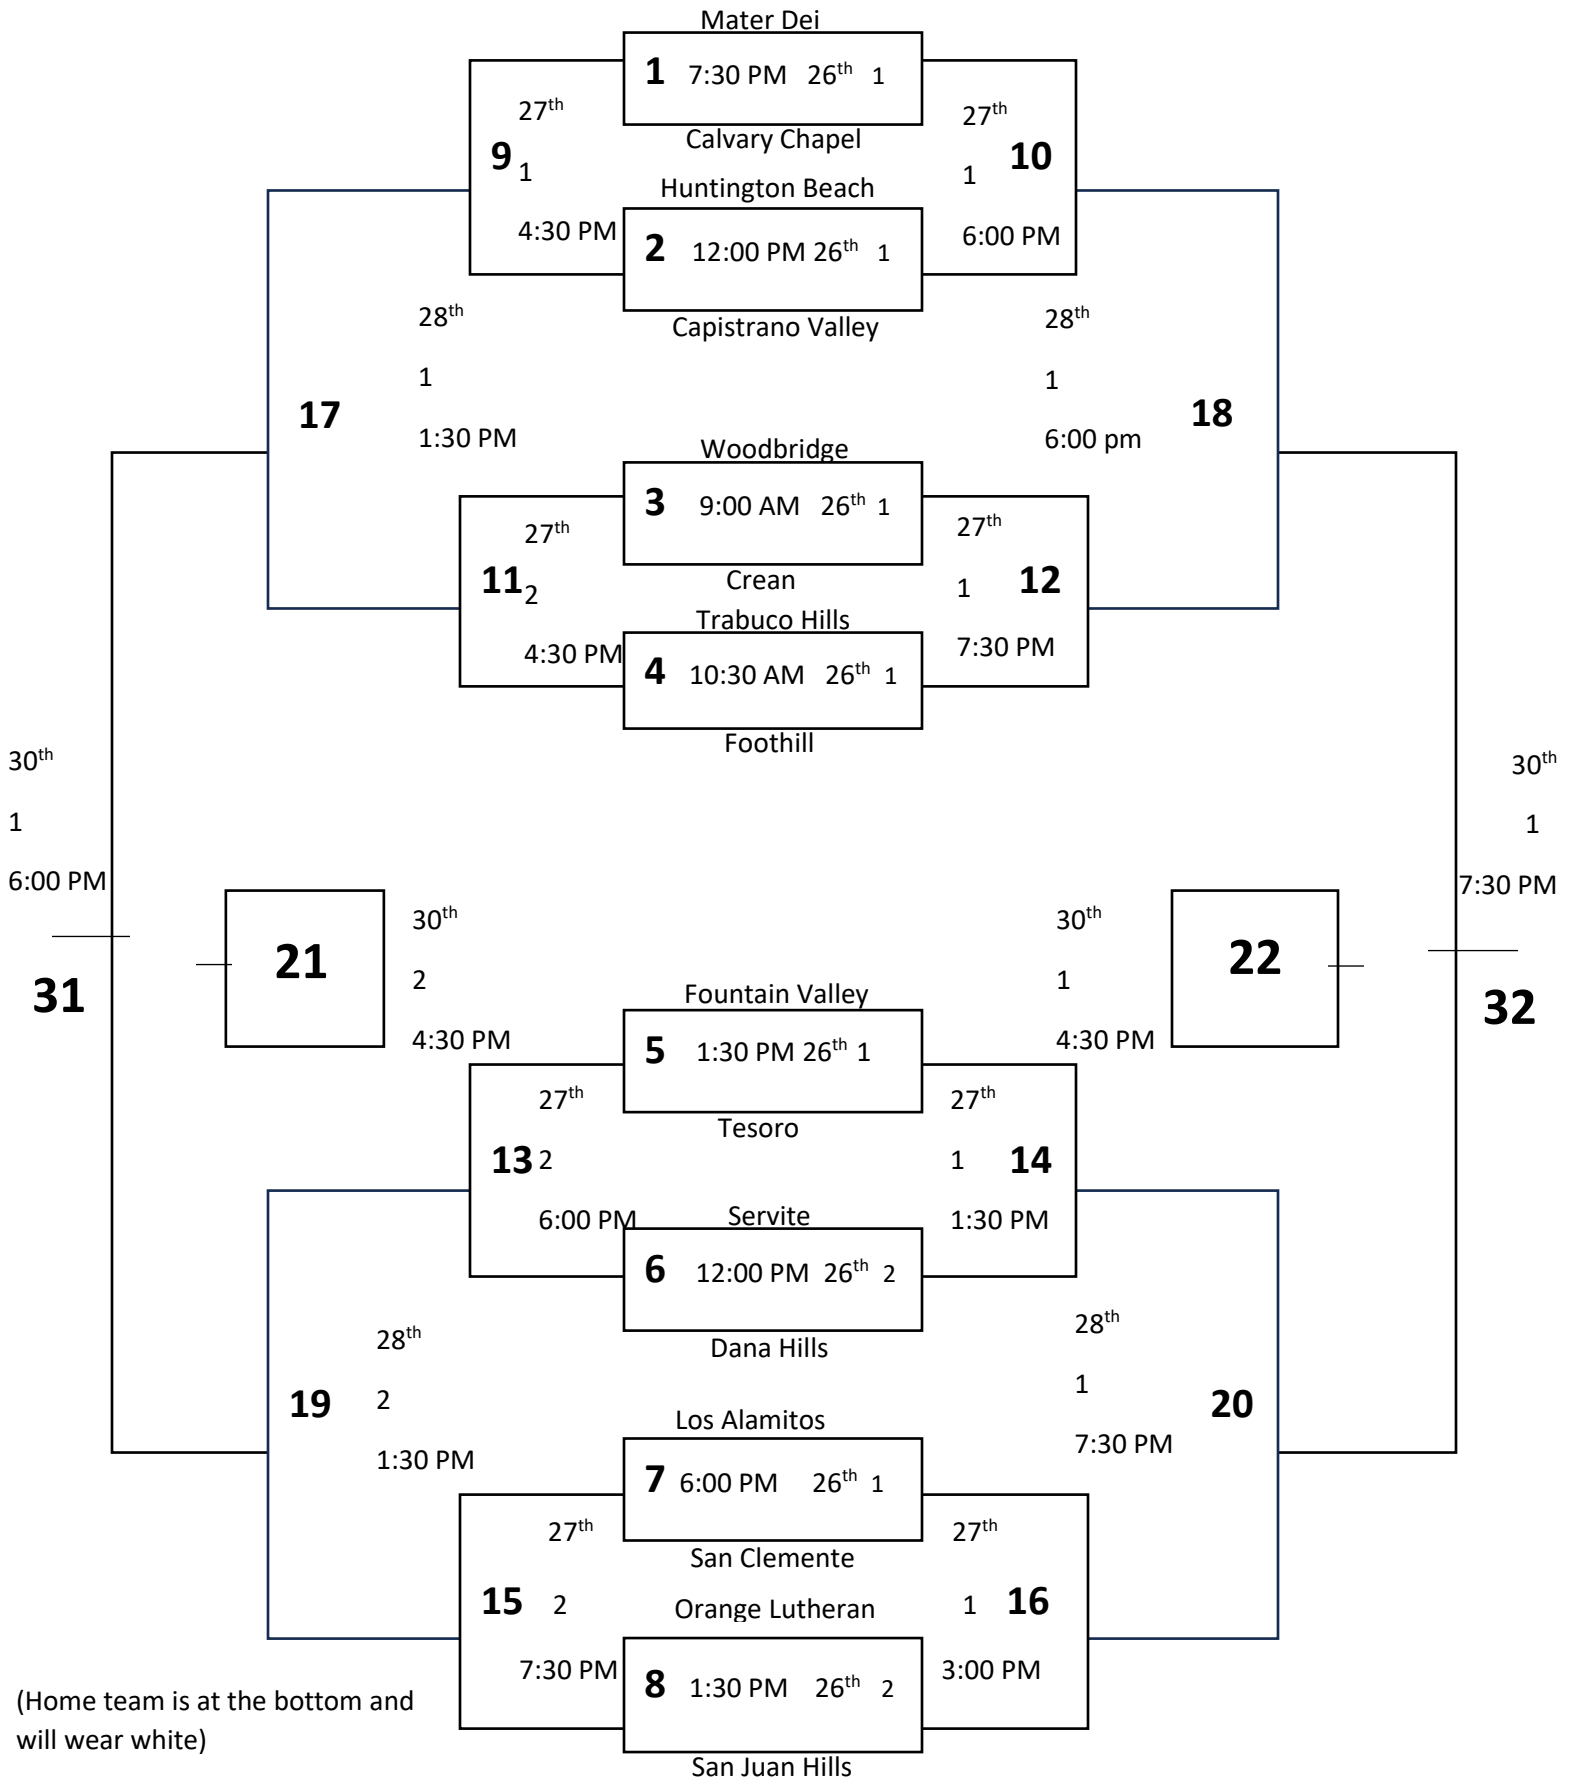 Mater Dei
1 7:30 PM 26th 1
Calvary Chapel
27th
9 1
4:30 PM
27th
1 10
6:00 PM
Huntington Beach
2 12:00 PM 26th 1
Capistrano Valley
28th
1
17
1:30 PM
28th
1
18
6:00 pm
Woodbridge
3 9:00 AM 26th 1
Crean
27th
11 2
4:30 PM
27th
1 12
7:30 PM
Trabuco Hills
4 10:30 AM 26th 1
Foothill
30th
1
6:00 PM
31
30th
1
7:30 PM
32
21
30th
2
4:30 PM
30th
1
4:30 PM
22
Fountain Valley
5 1:30 PM 26th 1
Tesoro
27th
13 2
6:00 PM
27th
1 14
1:30 PM
Servite
6 12:00 PM 26th 2
Dana Hills
28th
19 2
1:30 PM
28th
1 20
7:30 PM
Los Alamitos
7 6:00 PM 26th 1
San Clemente
27th
15 2
7:30 PM
27th
1 16
3:00 PM
Orange Lutheran
8 1:30 PM 26th 2
San Juan Hills
(Home team is at the bottom and
will wear white)